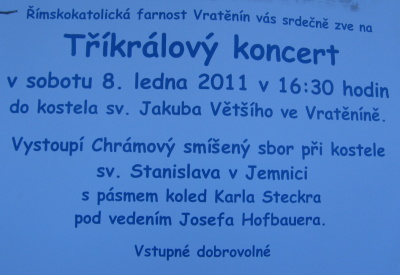 Římskokatolická farnost Vratěnín vás srdečně zve na
Tříkrálový koncert
v sobotu 8. ledna 2011 v 16:30 hodin
do kostela sv. Jakuba Většího ve Vratěníně.
Vystoupí Chrámový smíšený sbor při kostele
sv. Stanislava v Jemnici
s pásmem koled Karla Steckra
pod vedením Josefa Hofbauera.
Vstupné dobrovolné